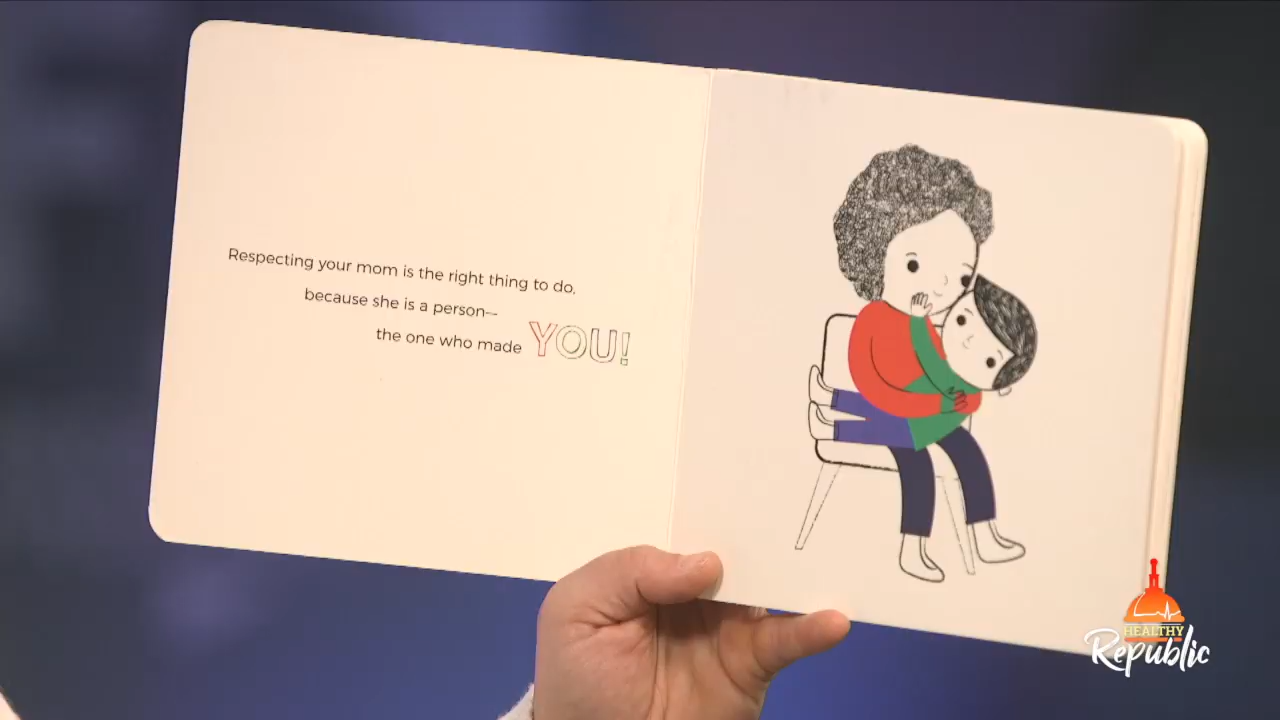 Respecting your mom is the right thing to do,
because she is a person—
the one who made YOU!
HEALTHY
Republic